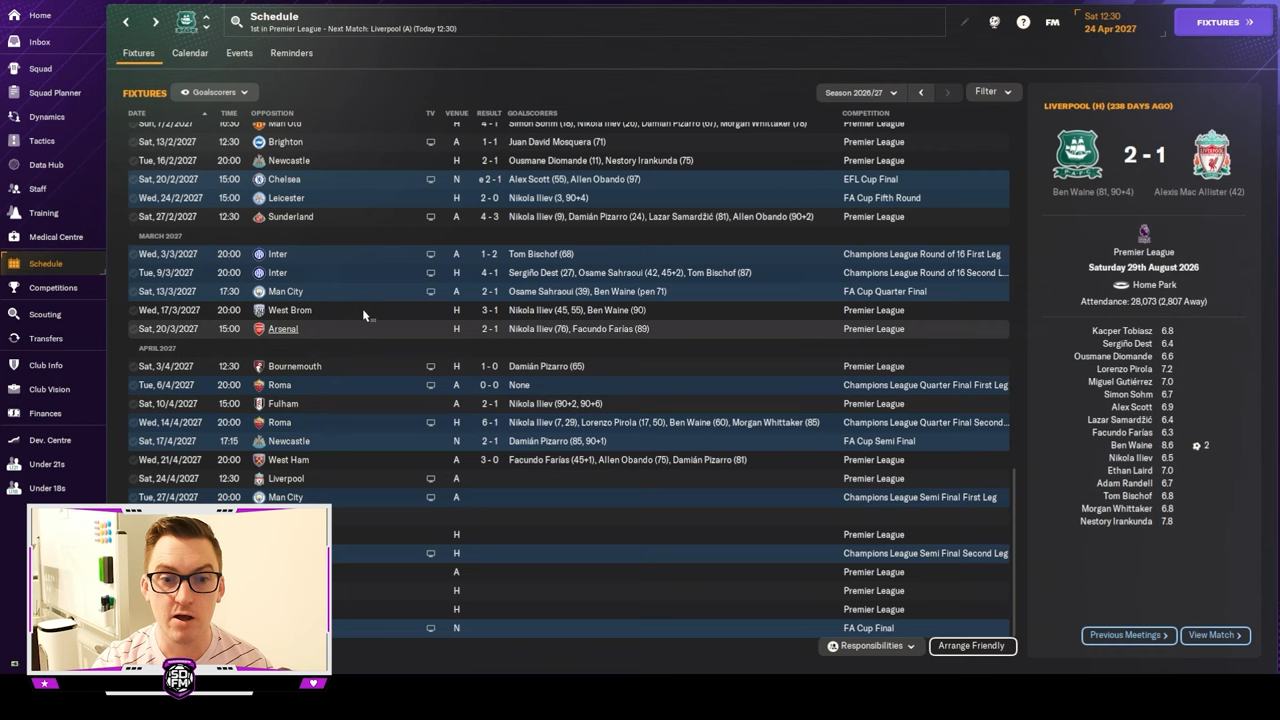 Home
Schedule
1st in Premier League - Next Match: Liverpool (A) (Today 12:30)
FM
Sat 12:30
24 Apr 2027
FIXTURES
Inbox
Squad
Squad Planner
Dynamics
Tactics
Data Hub
Staff
Training
Medical Centre
Schedule
Competitions
Scouting
Transfers
Club Info
Club Vision
Finances
Dev. Centre
Under 21s
Under 18s
Fixtures Calendar Events Reminders
FIXTURES Goalscorers Season 2026/27 Filter
DATE TIME OPPOSITION TV VENUE RESULT GOALSCORERS COMPETITION
Sun, 7/2/2027 16:30 Man Utd H 4 - 1 Simon Sohm (18), Nikola Iliev (26), Damián Pizarro (67), Morgan Whittaker (78) Premier League
Sat, 13/2/2027 12:30 Brighton A 1 - 1 Juan David Mosquera (71) Premier League
Tue, 16/2/2027 20:00 Newcastle H 2 - 1 Ousmane Diomande (11), Nestory Irankunda (75) Premier League
Sat, 20/2/2027 15:00 Chelsea N e 2 - 1 Alex Scott (55), Allen Obando (97) EFL Cup Final
Wed, 24/2/2027 15:00 Leicester H 2 - 0 Nikola Iliev (3, 90+4) FA Cup Fifth Round
Sat, 27/2/2027 12:30 Sunderland A 4 - 3 Nikola Iliev (9), Damián Pizarro (24), Lazar Samardžić (81), Allen Obando (90+2) Premier League
MARCH 2027
Wed, 3/3/2027 20:00 Inter A 1 - 2 Tom Bischof (68) Champions League Round of 16 First Leg
Tue, 9/3/2027 20:00 Inter H 4 - 1 Sergiño Dest (27), Osame Sahraoui (42, 45+2), Tom Bischof (87) Champions League Round of 16 Second L...
Sat, 13/3/2027 17:30 Man City A 2 - 1 Osame Sahraoui (39), Ben Waine (pen 71) FA Cup Quarter Final
Wed, 17/3/2027 20:00 West Brom H 3 - 1 Nikola Iliev (45, 55), Ben Waine (90) Premier League
Sat, 20/3/2027 15:00 Arsenal H 2 - 1 Nikola Iliev (76), Facundo Farías (89) Premier League
APRIL 2027
Sat, 3/4/2027 12:30 Bournemouth H 1 - 0 Damián Pizarro (65) Premier League
Tue, 6/4/2027 20:00 Roma A 0 - 0 None Champions League Quarter Final First Leg
Sat, 10/4/2027 15:00 Fulham A 2 - 1 Nikola Iliev (90+2, 90+6) Premier League
Wed, 14/4/2027 20:00 Roma H 6 - 1 Nikola Iliev (7, 29), Lorenzo Pirola (17, 50), Ben Waine (60), Morgan Whittaker (85) Champions League Quarter Final Second...
Sat, 17/4/2027 17:15 Newcastle N 2 - 1 Damián Pizarro (85, 90+1) FA Cup Semi Final
Wed, 21/4/2027 20:00 West Ham A 3 - 0 Facundo Farías (45+1), Allen Obando (75), Damián Pizarro (81) Premier League
Sat, 24/4/2027 12:30 Liverpool A Premier League
Tue, 27/4/2027 20:00 Man City A Champions League Semi Final First Leg
H Premier League
H Champions League Semi Final Second Leg
A Premier League
H Premier League
H Premier League
N FA Cup Final
Responsibilities Arrange Friendly
LIVERPOOL (H) (238 DAYS AGO)
2 - 1
Ben Waine (81, 90+4) Alexis Mac Allister (42)
Premier League
Saturday 29th August 2026
Home Park
Attendance: 28,073 (2,807 Away)
Kacper Tobiasz 6.8
Sergiño Dest 6.4
Ousmane Diomande 6.6
Lorenzo Pirola 7.2
Miguel Gutiérrez 7.0
Simon Sohm 6.7
Alex Scott 6.9
Lazar Samardžić 6.4
Facundo Farías 6.3
Ben Waine 8.6 2
Nikola Iliev 6.5
Ethan Laird 7.0
Adam Randell 6.7
Tom Bischof 6.8
Morgan Whittaker 6.8
Nestory Irankunda 7.8
Previous Meetings View Match
SD
FM